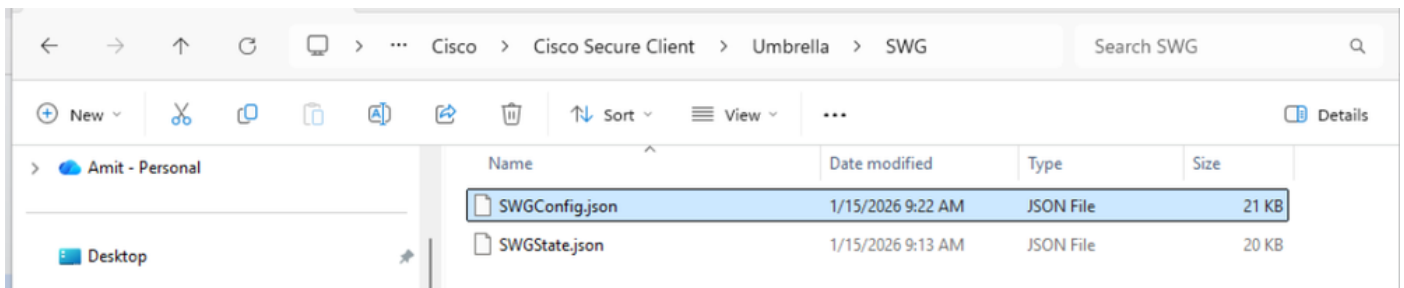 ... Cisco > Cisco Secure Client > Umbrella > SWG Search SWG
New Sort View ... Details
Amit - Personal
Name Date modified Type Size
SWGConfig.json 1/15/2026 9:22 AM JSON File 21 KB
SWGState.json 1/15/2026 9:13 AM JSON File 20 KB
Desktop